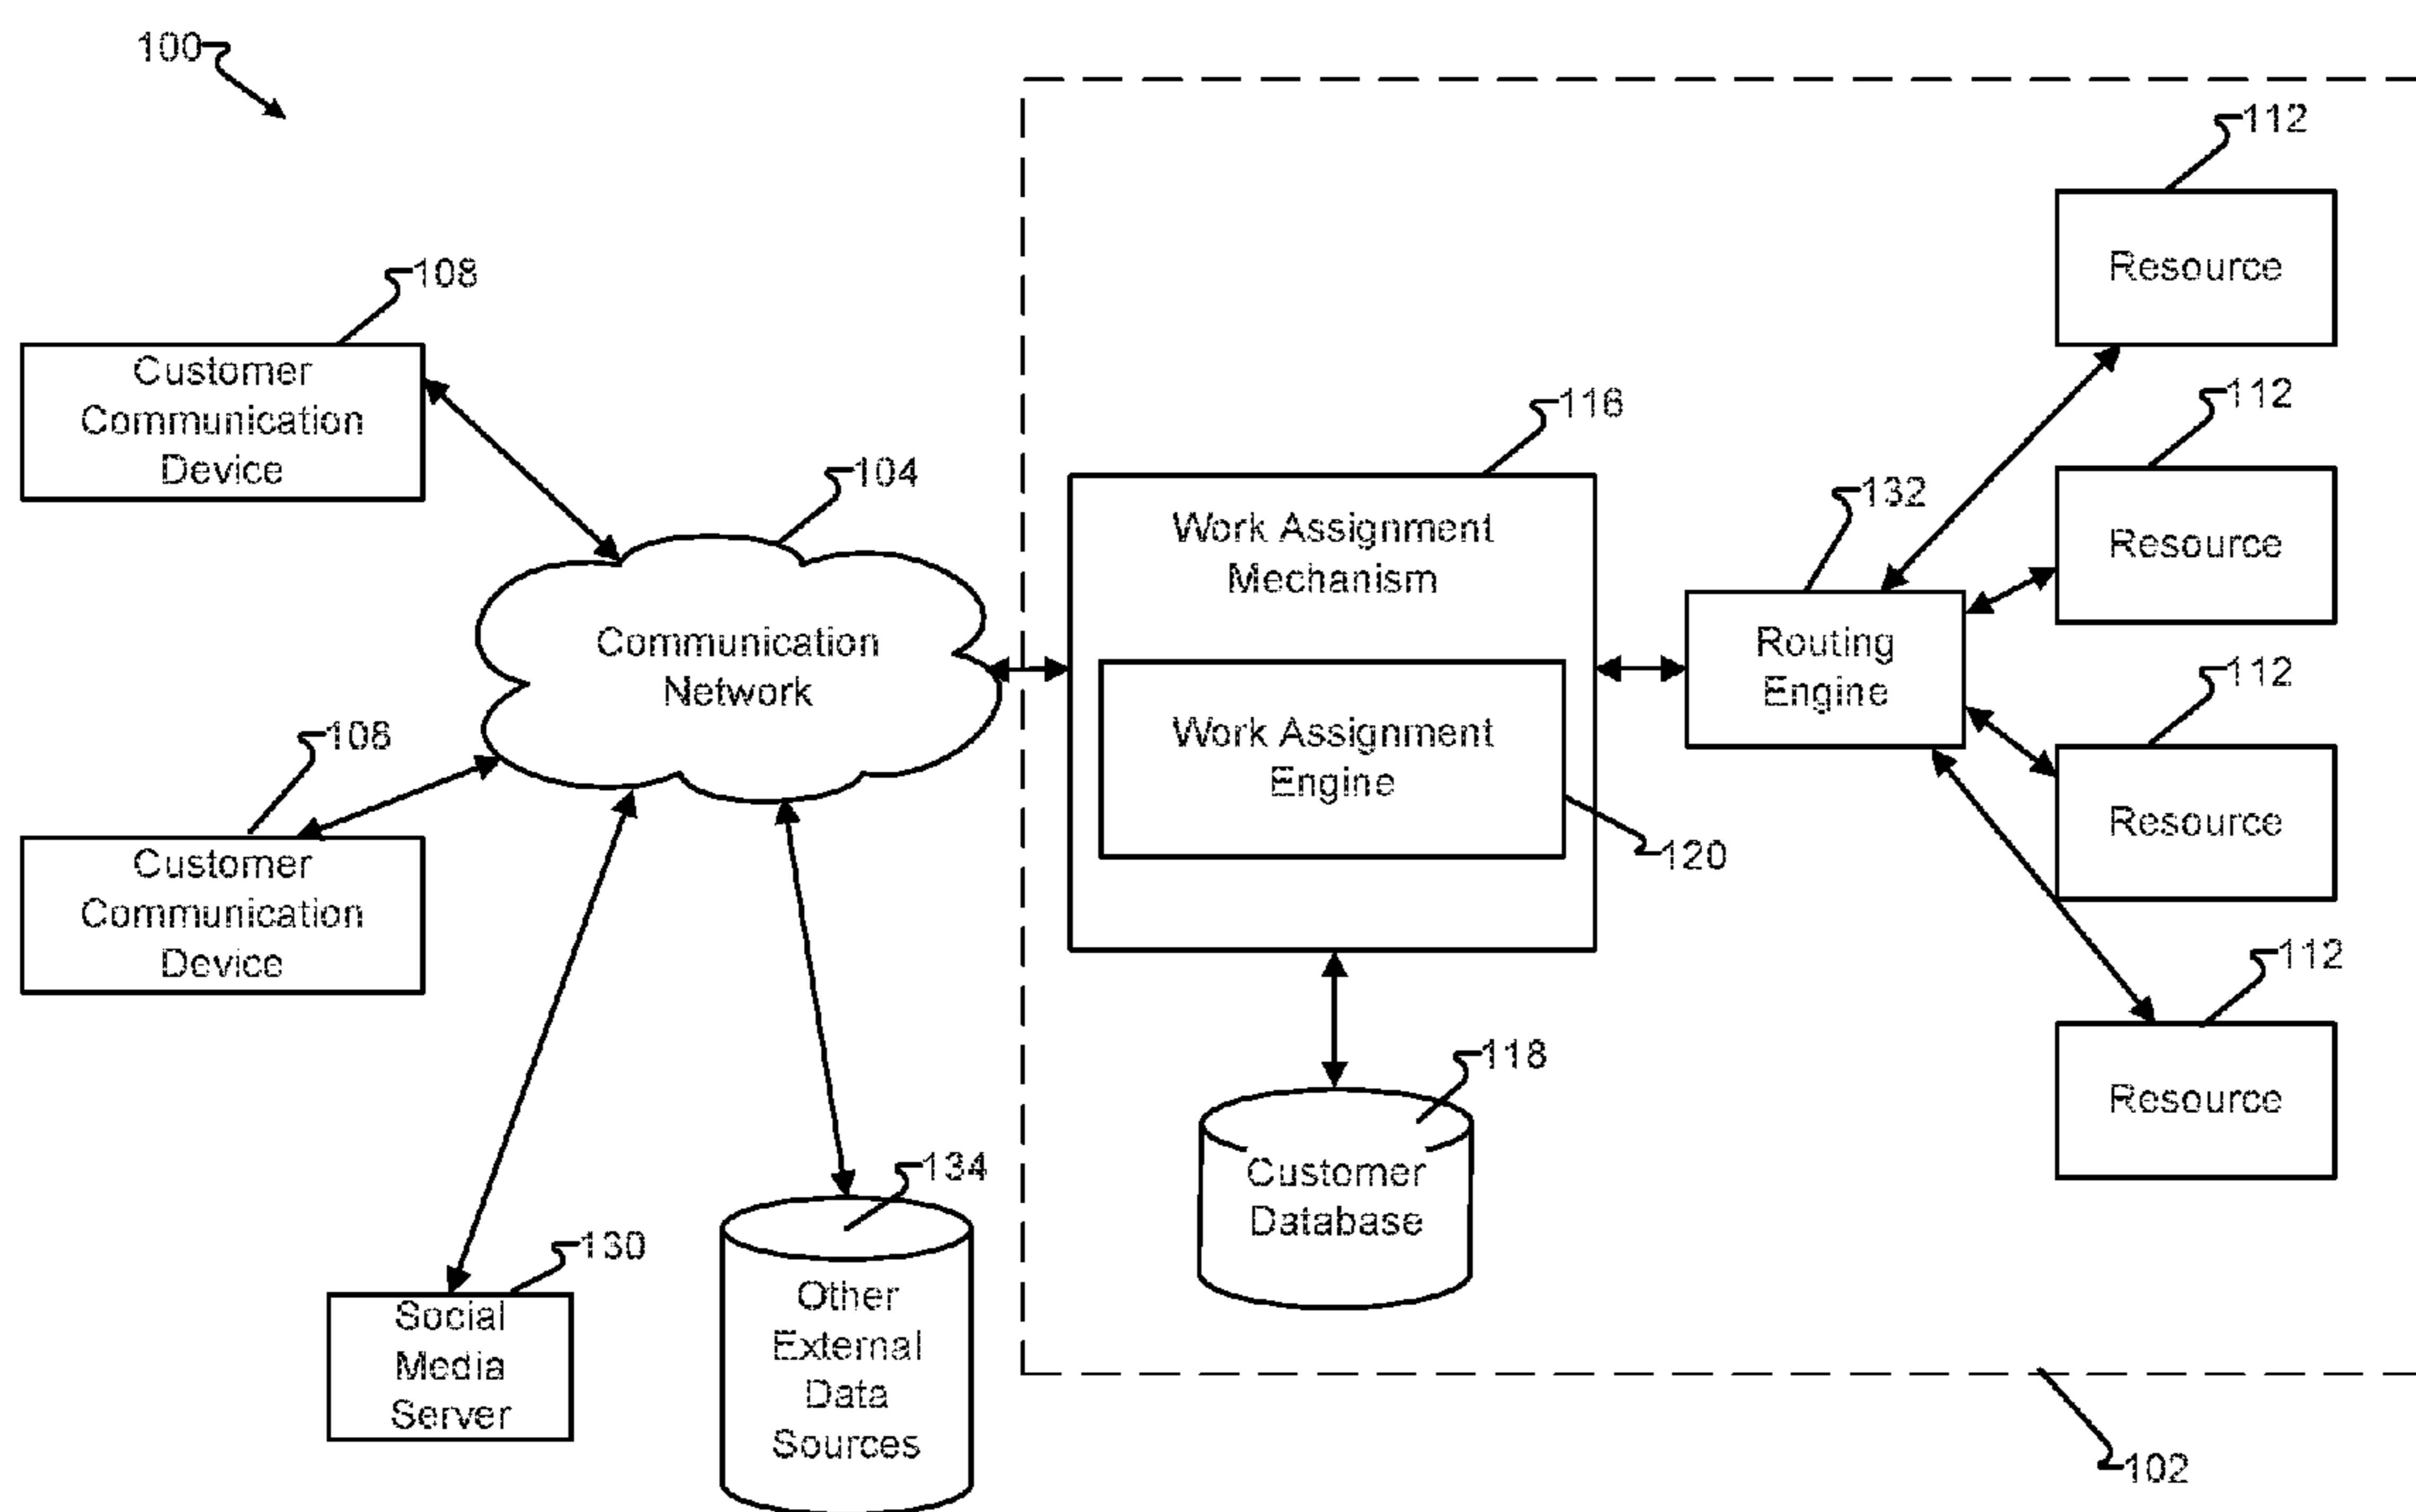 100
112
Resource
108
Customer
Communication
Device
112
Resource
116
Work Assignment
Mechanism
104
132
Communication
Network
Routing
Engine
Work Assignment
Engine
112
Resource
108
120
Customer
Communication
Device
112
Resource
118
Customer
Database
134
Other
External
Data
Sources
130
Social
Media
Server
102